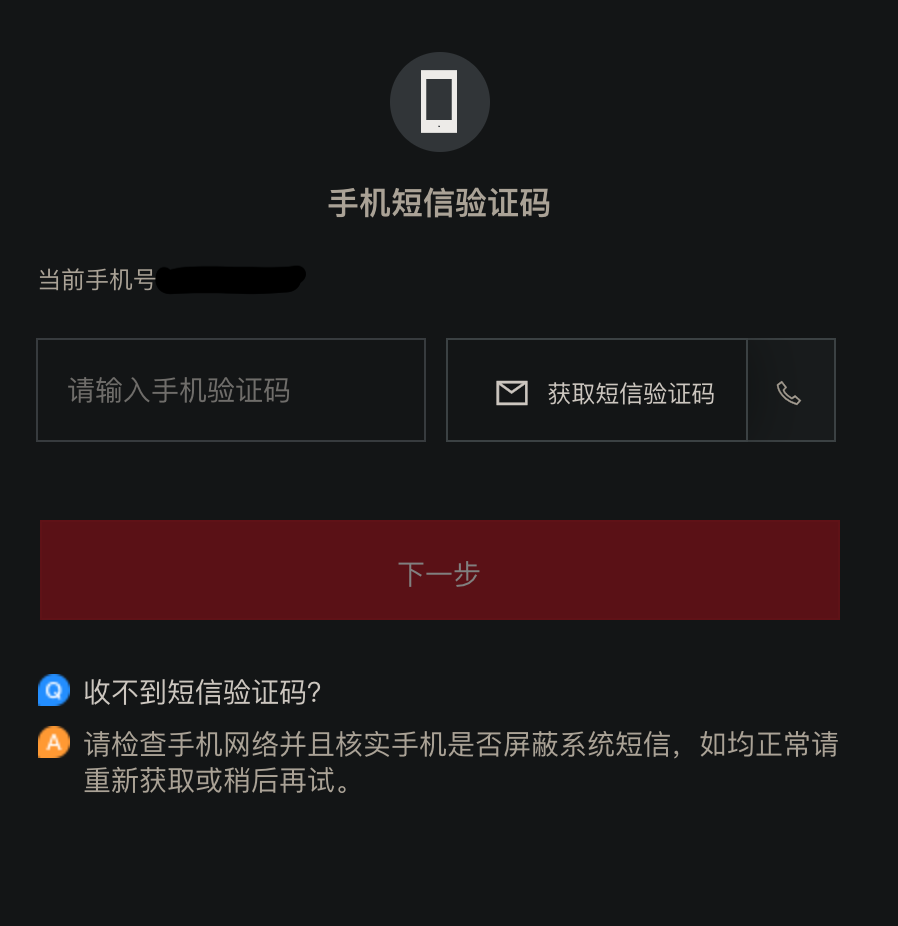 手机短信验证码
当前手机号
请输入手机验证码
获取短信验证码
下一步
Q 收不到短信验证码?
A 请检查手机网络并且核实手机是否屏蔽系统短信，如均正常请
重新获取或稍后再试。